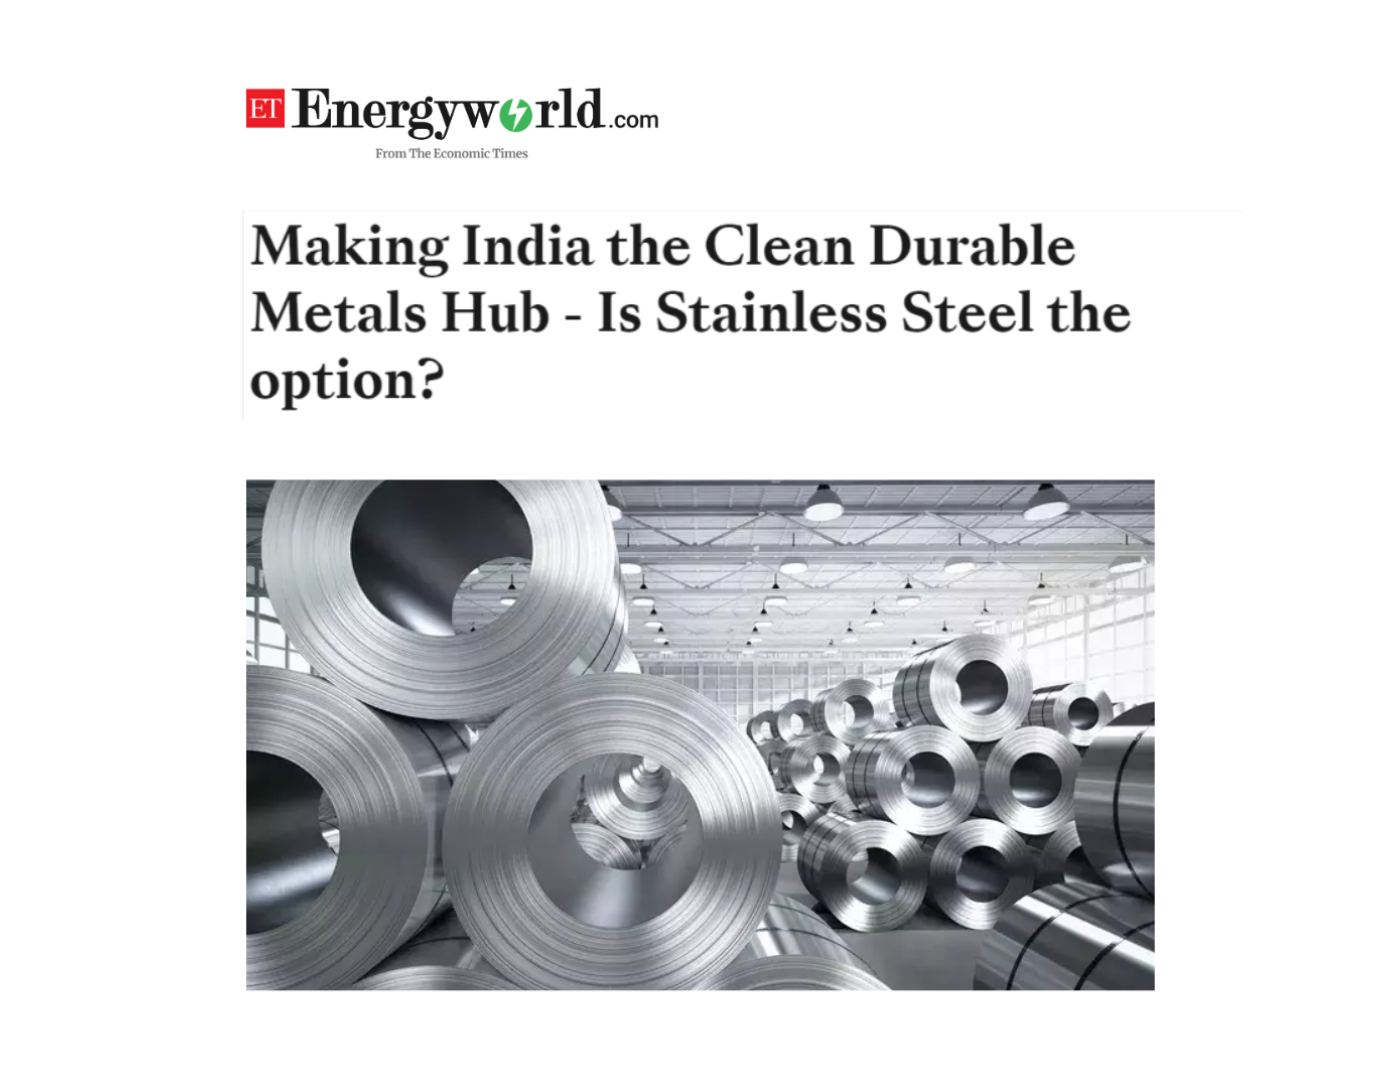 ET Energyworld.com
From The Economic Times
Making India the Clean Durable
Metals Hub - Is Stainless Steel the
option?